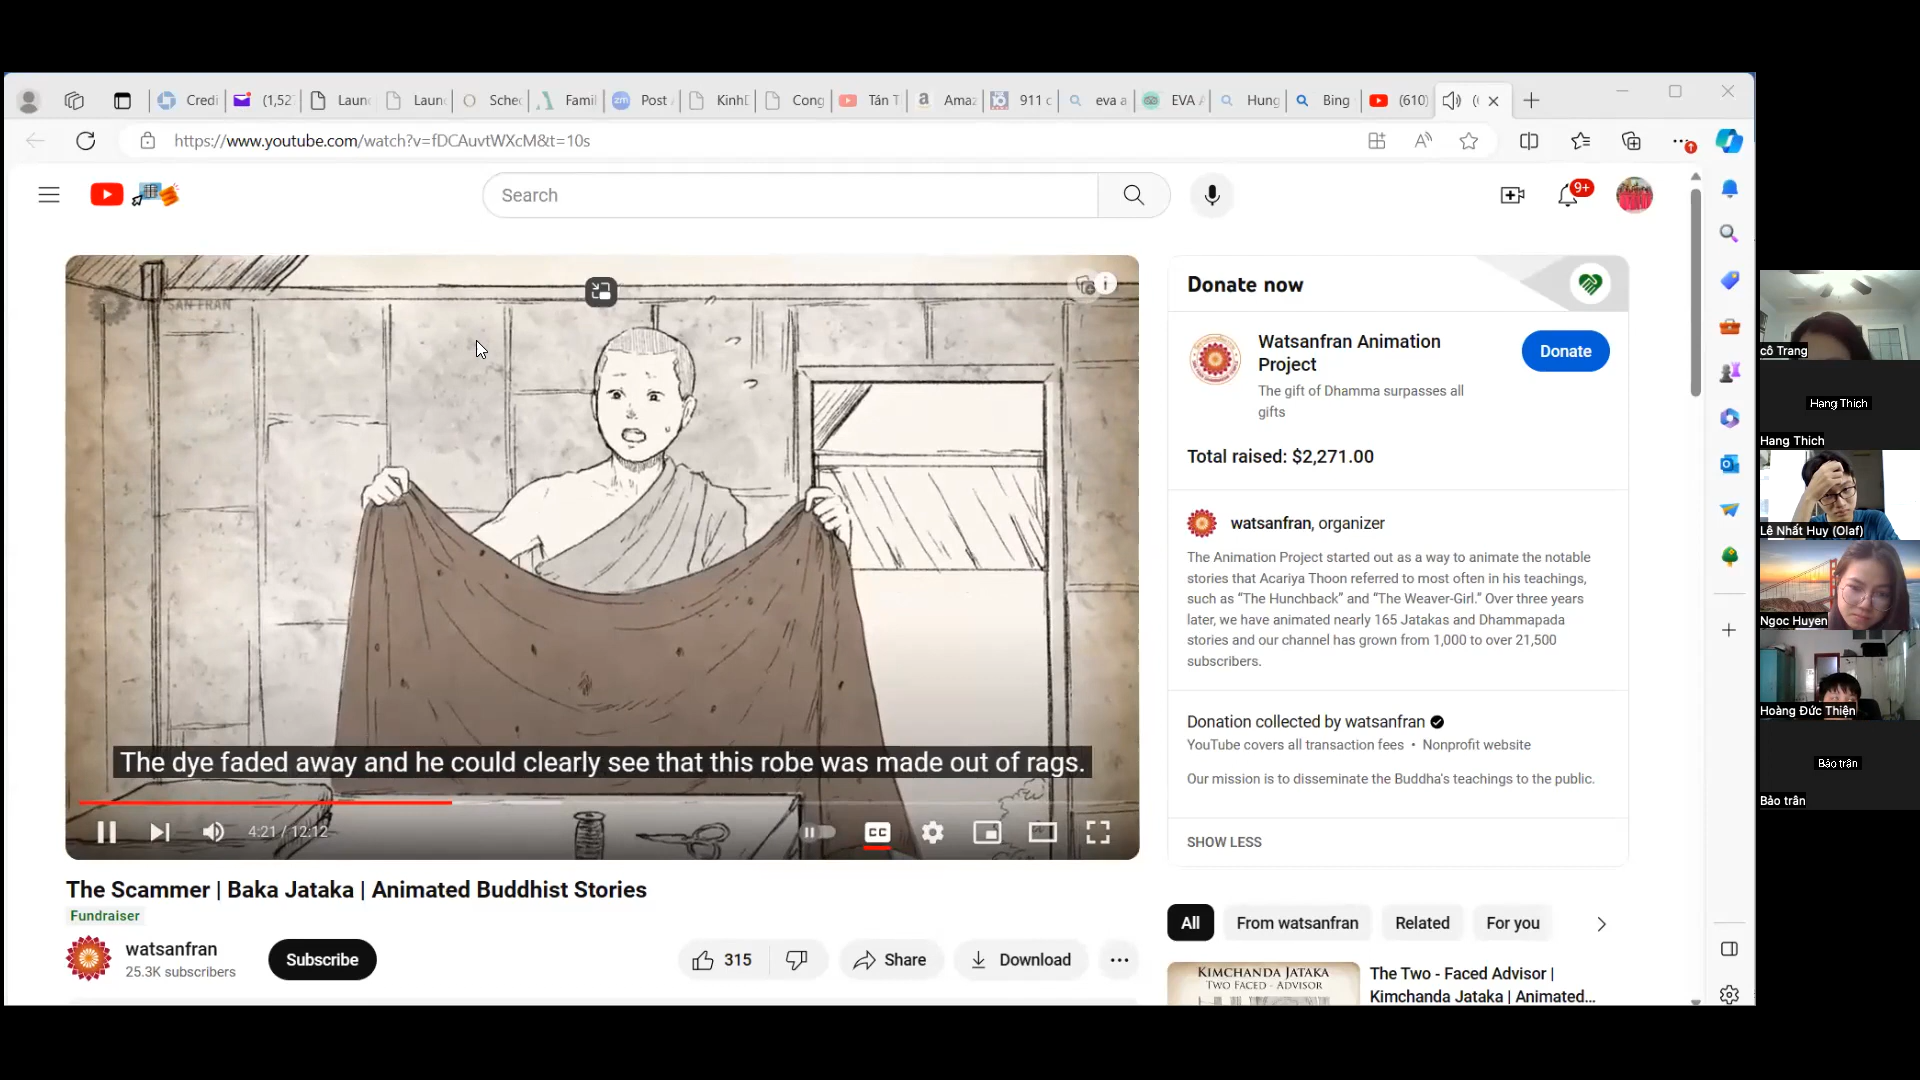 Credi
(1,527
Laun
Laun
Sche
Famil
Post
KinhD
Cong
Tán T
Amaz
911 c
eva a
EVA
Hung
Bing
(610)
https://www.youtube.com/watch?v=fDCAuvtWXcM&t=10s
Search
9+
SAN FRAN
The dye faded away and he could clearly see that this robe was made out of rags.
4:21 / 12:12
CC
The Scammer | Baka Jataka | Animated Buddhist Stories
Fundraiser
watsanfran
25.3K subscribers
Subscribe
315
Share
Download
Donate now
Watsanfran Animation
Project
The gift of Dhamma surpasses all
gifts
Donate
Total raised: $2,271.00
watsanfran, organizer
The Animation Project started out as a way to animate the notable
stories that Acariya Thoon referred to most often in his teachings,
such as “The Hunchback” and “The Weaver-Girl.” Over three years
later, we have animated nearly 165 Jatakas and Dhammapada
stories and our channel has grown from 1,000 to over 21,500
subscribers.
Donation collected by watsanfran
YouTube covers all transaction fees • Nonprofit website
Our mission is to disseminate the Buddha's teachings to the public.
SHOW LESS
All
From watsanfran
Related
For you
KIMCHANDA JATAKA
TWO FACED - ADVISOR
The Two - Faced Advisor |
Kimchanda Jataka | Animated...
cô Trang
Hang Thich
Hang Thich
Lê Nhất Huy (Olaf)
Ngoc Huyen
Hoàng Đức Thiện
Bảo trân
Bảo trân